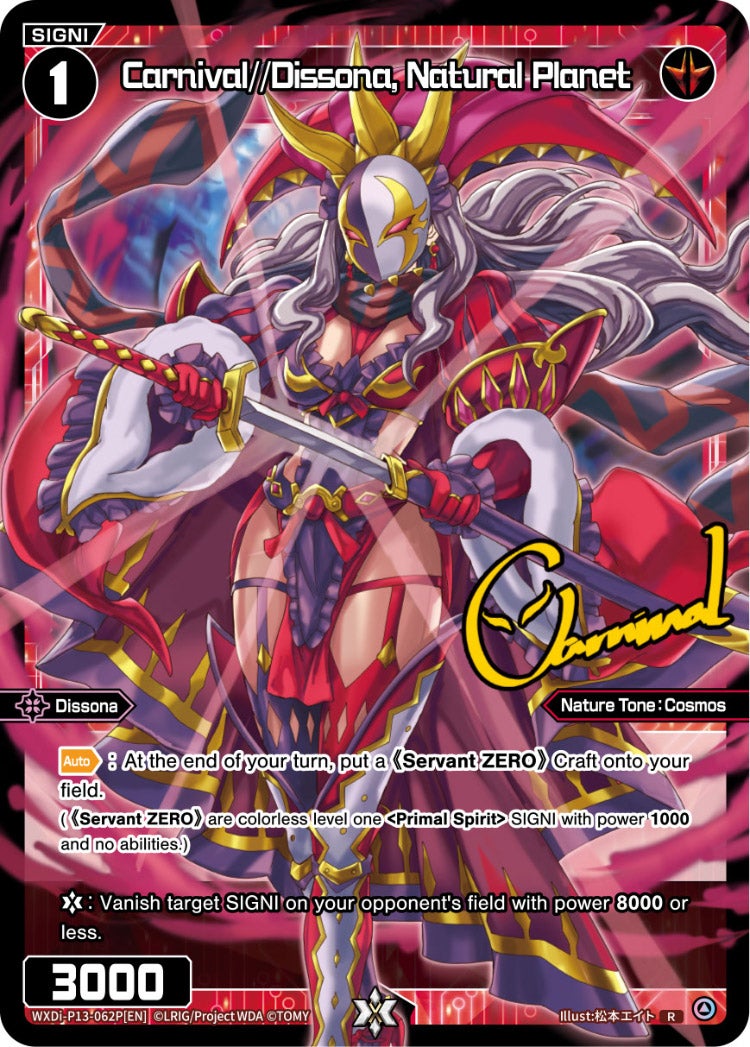 SIGNI
1
Carnival//Dissona, Natural Planet
Carnival
Dissona
Nature Tone:Cosmos
Auto : At the end of your turn, put a 《Servant ZERO》 Craft onto your
field.
(《Servant ZERO》 are colorless level one <Primal Spirit> SIGNI with power 1000
and no abilities.)
: Vanish target SIGNI on your opponent's field with power 8000 or
less.
3000
WXDi-P13-062P[EN] ©LRIG/Project WDA ©TOMY
Illust:松本エイト R